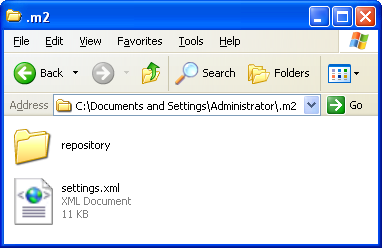 .m2
File Edit View Favorites Tools Help
Back Search Folders
Address C:\Documents and Settings\Administrator\.m2 Go
repository
settings.xml
XML Document
11 KB